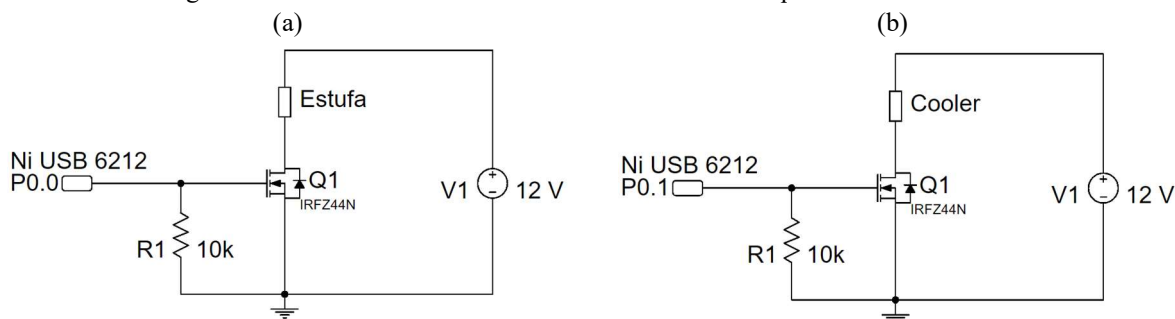 (a)
(b)
Estufa
Ni USB 6212
P0.0
Q1
IRFZ44N
V1
12 V
R1
10k
Cooler
Ni USB 6212
P0.1
Q1
IRFZ44N
V1
12 V
R1
10k